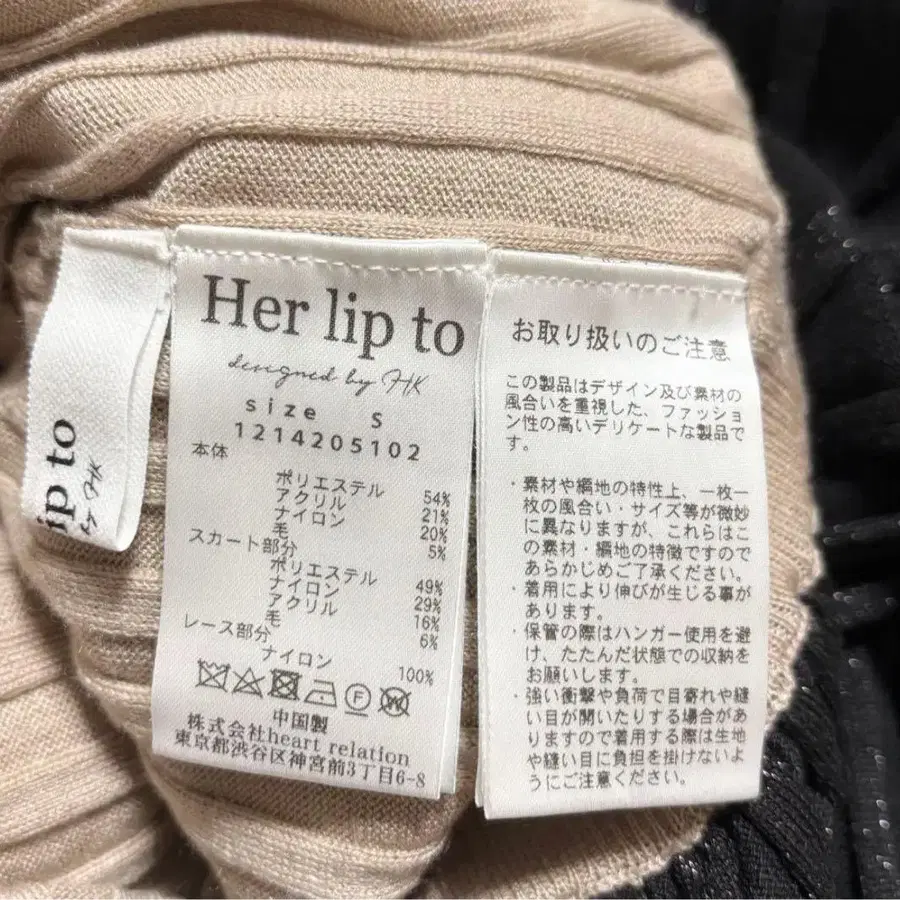 ip to
by HK
Her lip to
designed by HK
size S
1214205102
本体
ポリエステル 54%
アクリル 21%
ナイロン 20%
毛 5%
スカート部分
ポリエステル 49%
ナイロン 29%
アクリル 16%
毛 6%
レース部分
ナイロン 100%
F
W
中国製
株式会社heart relation
東京都渋谷区神宮前3丁目6-8
お取り扱いのご注意
この製品はデザイン及び素材の
風合いを重視した、ファッショ
ン性の高いデリケートな製品で
す。
・素材や編地の特性上、一枚一
枚の風合い・サイズ等が微妙
に異なりますが、これらはこ
の素材・編地の特徴ですので
あらかじめご了承ください。
・着用により伸びが生じる事が
あります。
・保管の際はハンガー使用を避
け、たたんだ状態での収納を
お願いします。
・強い衝撃や負荷で目寄れや縫
い目が開いたりする場合があ
りますので着用する際は生地
や縫い目に負担を掛けないよ
うにご注意ください。